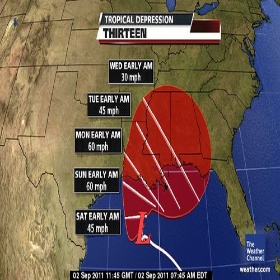 TROPICAL DEPRESSION
THIRTEEN
WED EARLY AM
30 mph
TUE EARLY AM
45 mph
MON EARLY AM
60 mph
SUN EARLY AM
60 mph
SAT EARLY AM
45 mph
The
Weather
Channel
weather.com
02 Sep 2011 11:45 GMT / 02 Sep 2011 07:45 AM EDT